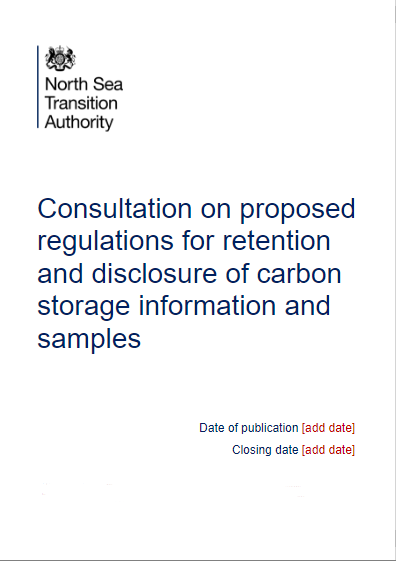 North Sea
Transition
Authority
Consultation on proposed
regulations for retention
and disclosure of carbon
storage information and
samples
Date of publication [add date]
Closing date [add date]